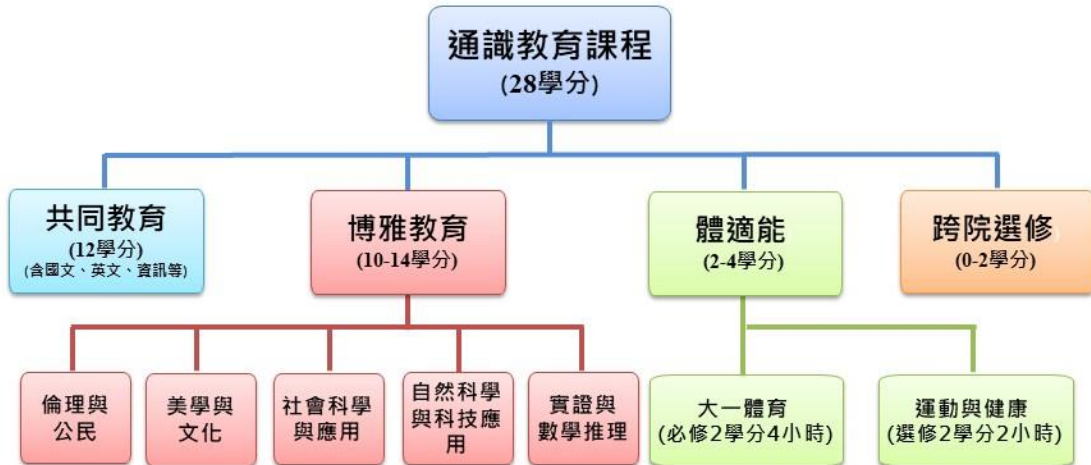 通識教育課程
(28學分)
共同教育
(12學分)
(含國文、英文、資訊等)
博雅教育
(10-14學分)
體適能
(2-4學分)
跨院選修)
(0-2學分)
倫理與
公民
美學與
文化
社會科學
與應用
自然科學
與科技應
用
實證與
數學推理
大一體育
(必修2學分4小時)
運動與健康
(選修2學分2小時)